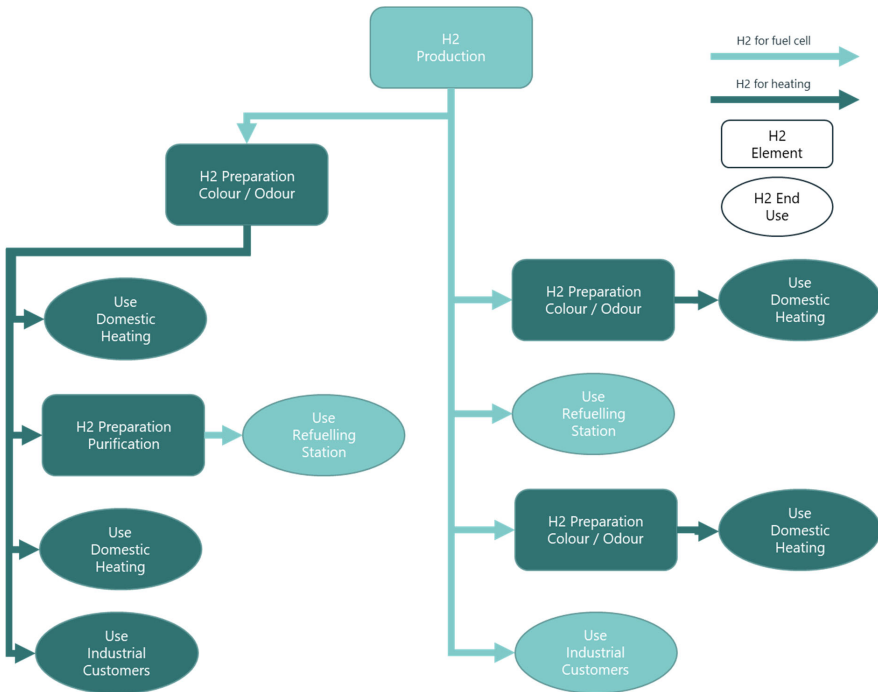 H2
Production
H2 for fuel cell
H2 for heating
H2
Element
H2 End
Use
H2 Preparation
Colour / Odour
Use
Domestic
Heating
H2 Preparation
Purification
Use
Refuelling
Station
Use
Domestic
Heating
Use
Industrial
Customers
H2 Preparation
Colour / Odour
Use
Domestic
Heating
Use
Refuelling
Station
H2 Preparation
Colour / Odour
Use
Domestic
Heating
Use
Industrial
Customers